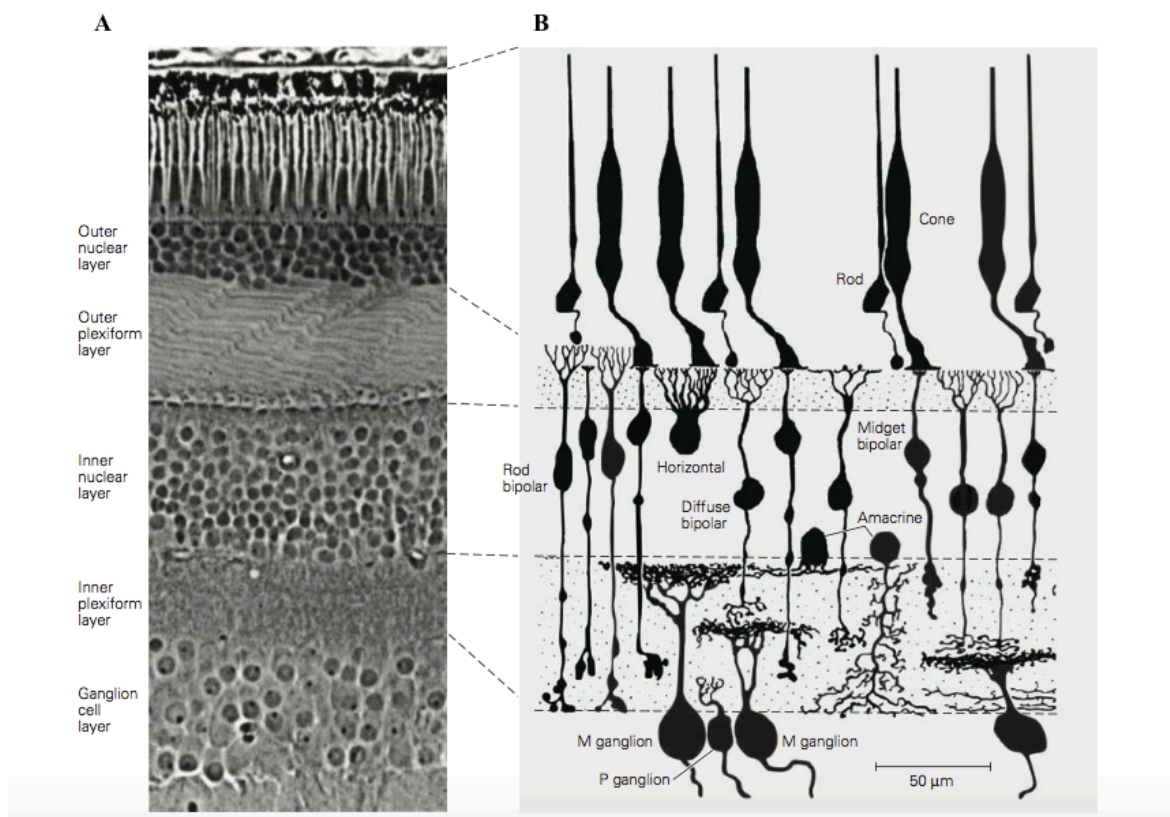 A
B
Outer
nuclear
layer
Outer
plexiform
layer
Inner
nuclear
layer
Inner
plexiform
layer
Ganglion
cell
layer
Cone
Rod
Rod
bipolar
Horizontal
Diffuse
bipolar
Midget
bipolar
Amacrine
M ganglion
P ganglion
M ganglion
50 μm